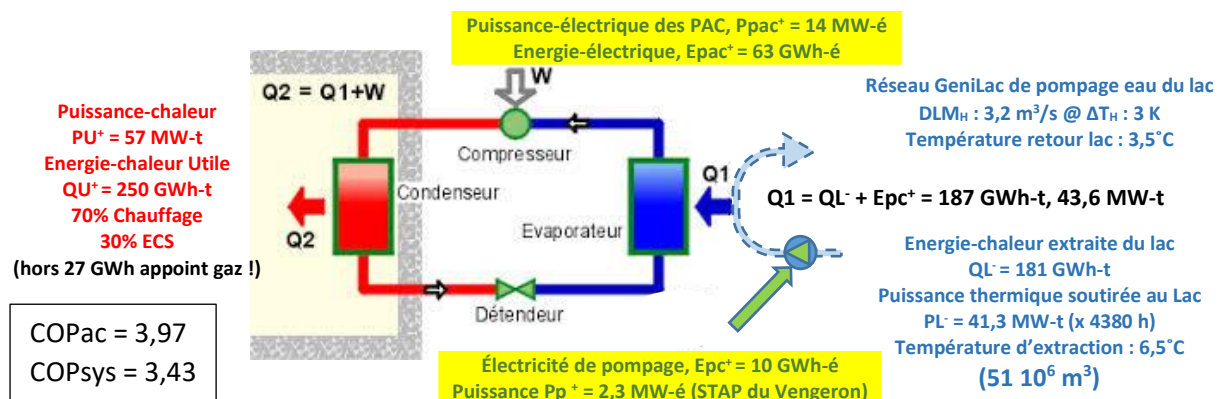 Puissance-électrique des PAC, Ppac⁺ = 14 MW-é
Energie-électrique, Epac⁺ = 63 GWh-é
Q2 = Q1+W
W
Compresseur
Condenseur
Evaporateur
Détendeur
Q1
Q2
Puissance-chaleur
PU⁺ = 57 MW-t
Energie-chaleur Utile
QU⁺ = 250 GWh-t
70% Chauffage
30% ECS
(hors 27 GWh appoint gaz !)
COPac = 3,97
COPsys = 3,43
Réseau GeniLac de pompage eau du lac
DLMH : 3,2 m³/s @ ΔTH : 3 K
Température retour lac : 3,5˚C
Q1 = QL⁻ + Epc⁺ = 187 GWh-t, 43,6 MW-t
Energie-chaleur extraite du lac
QL⁻ = 181 GWh-t
Puissance thermique soutirée au Lac
PL⁻ = 41,3 MW-t (x 4380 h)
Température d’extraction : 6,5˚C
(51 10⁶ m³)
Électricité de pompage, Epc⁺ = 10 GWh-é
Puissance Pp ⁺ = 2,3 MW-é (STAP du Vengeron)